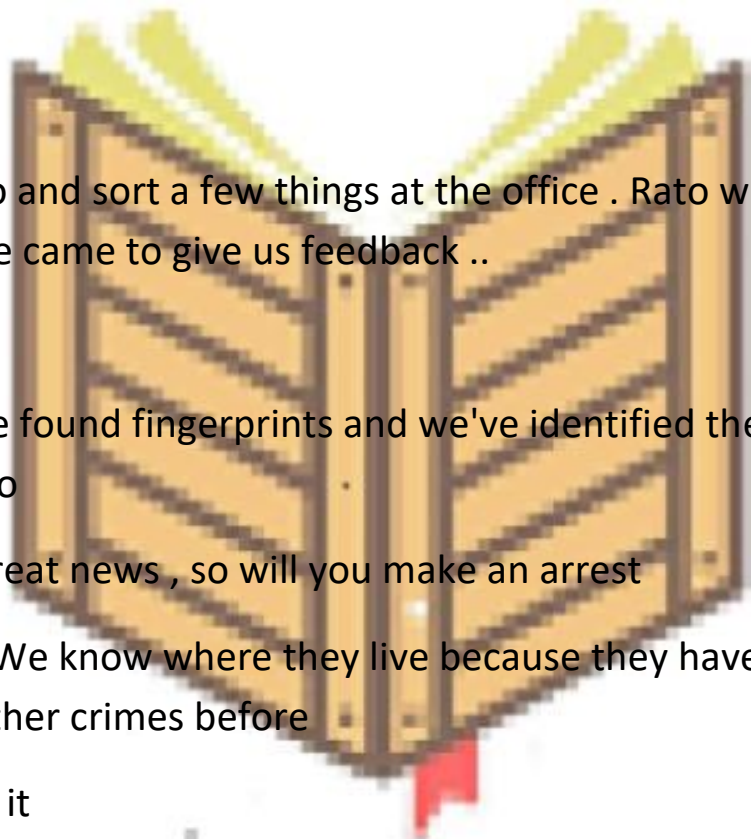 and sort a few things at the office . Rato w
came to give us feedback ..
found fingerprints and we've identified the
news , so will you make an arrest
We know where they live because they have
crimes before
it